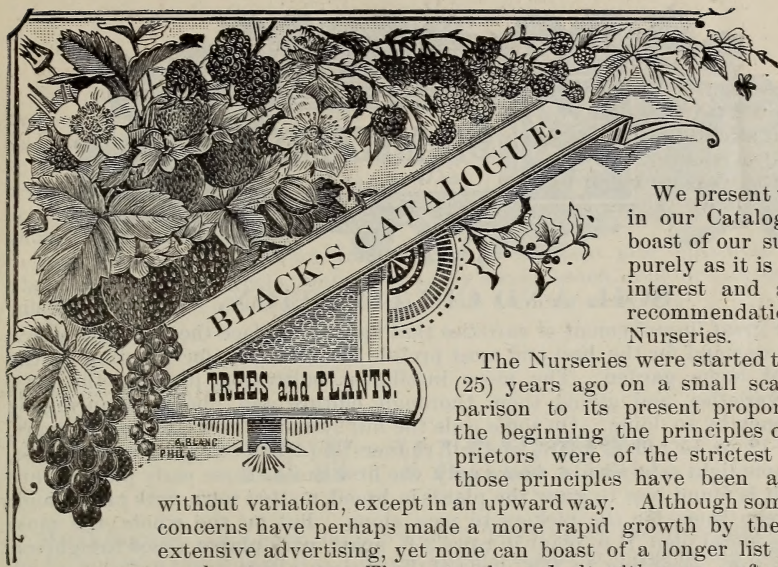 BLACK'S CATALOGUE.
TREES and PLANTS.
A. BLANC
PHILA
We present
in our Catalog
boast of our su
purely as it is
interest and a
recommendatio
Nurseries.
The Nurseries were started t
(25) years ago on a small sca
parison to its present propor
the beginning the principles o
prietors were of the strictest
those principles have been a
without variation, except in an upward way. Although som
concerns have perhaps made a more rapid growth by the
extensive advertising, yet none can boast of a longer list